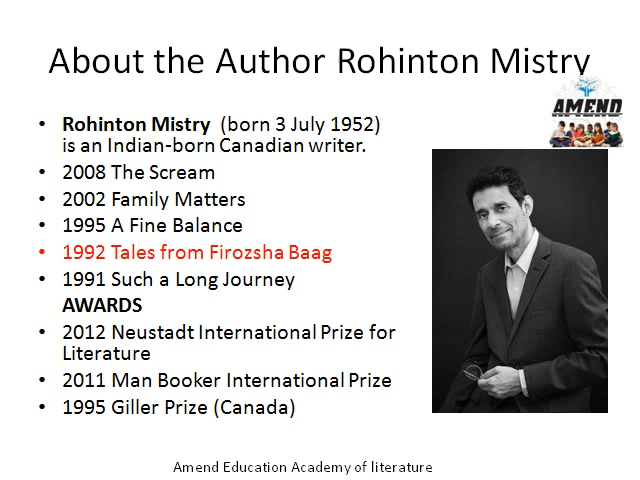 About the Author Rohinton Mistry
AMEND
• Rohinton Mistry (born 3 July 1952)
is an Indian-born Canadian writer.
• 2008 The Scream
• 2002 Family Matters
• 1995 A Fine Balance
• 1992 Tales from Firozsha Baag
• 1991 Such a Long Journey
AWARDS
• 2012 Neustadt International Prize for
Literature
• 2011 Man Booker International Prize
• 1995 Giller Prize (Canada)
Amend Education Academy of literature